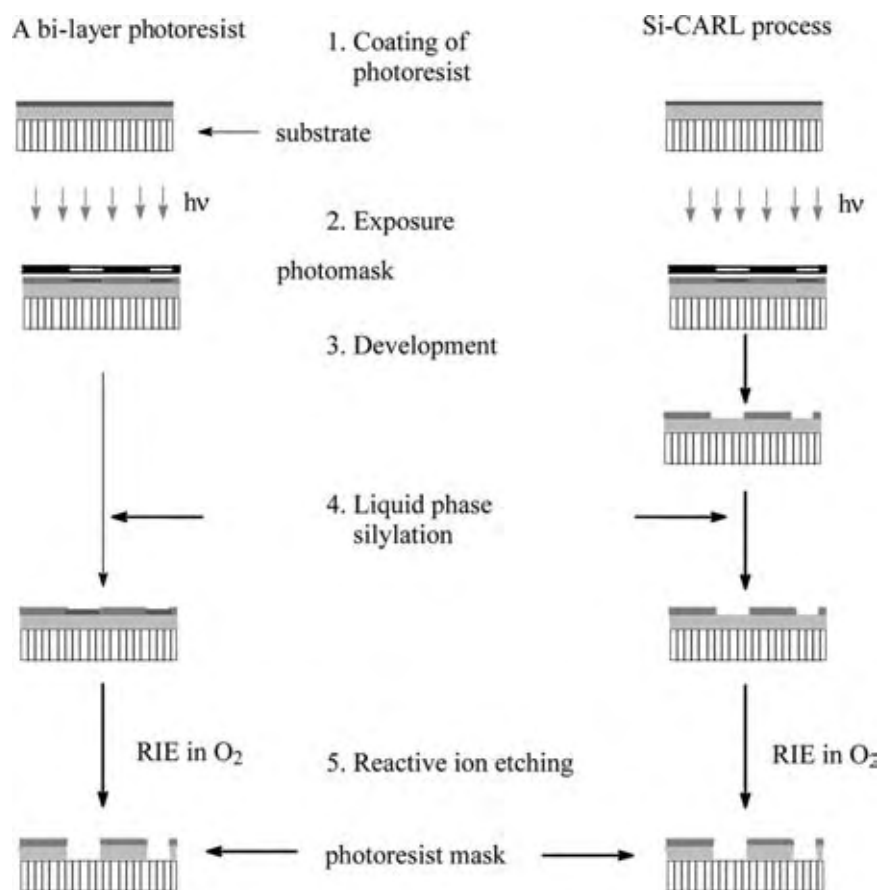 A bi-layer photoresist
1. Coating of
photoresist
Si-CARL process
substrate
hν
2. Exposure
hν
photomask
3. Development
4. Liquid phase
silylation
RIE in O₂
5. Reactive ion etching
RIE in O₂
photoresist mask